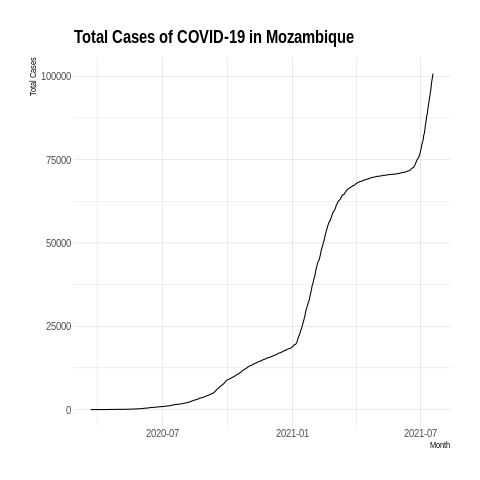 Total Cases of COVID-19 in Mozambique
Total Cases
100000
75000
50000
25000
0
2020-07
2021-01
2021-07
Month